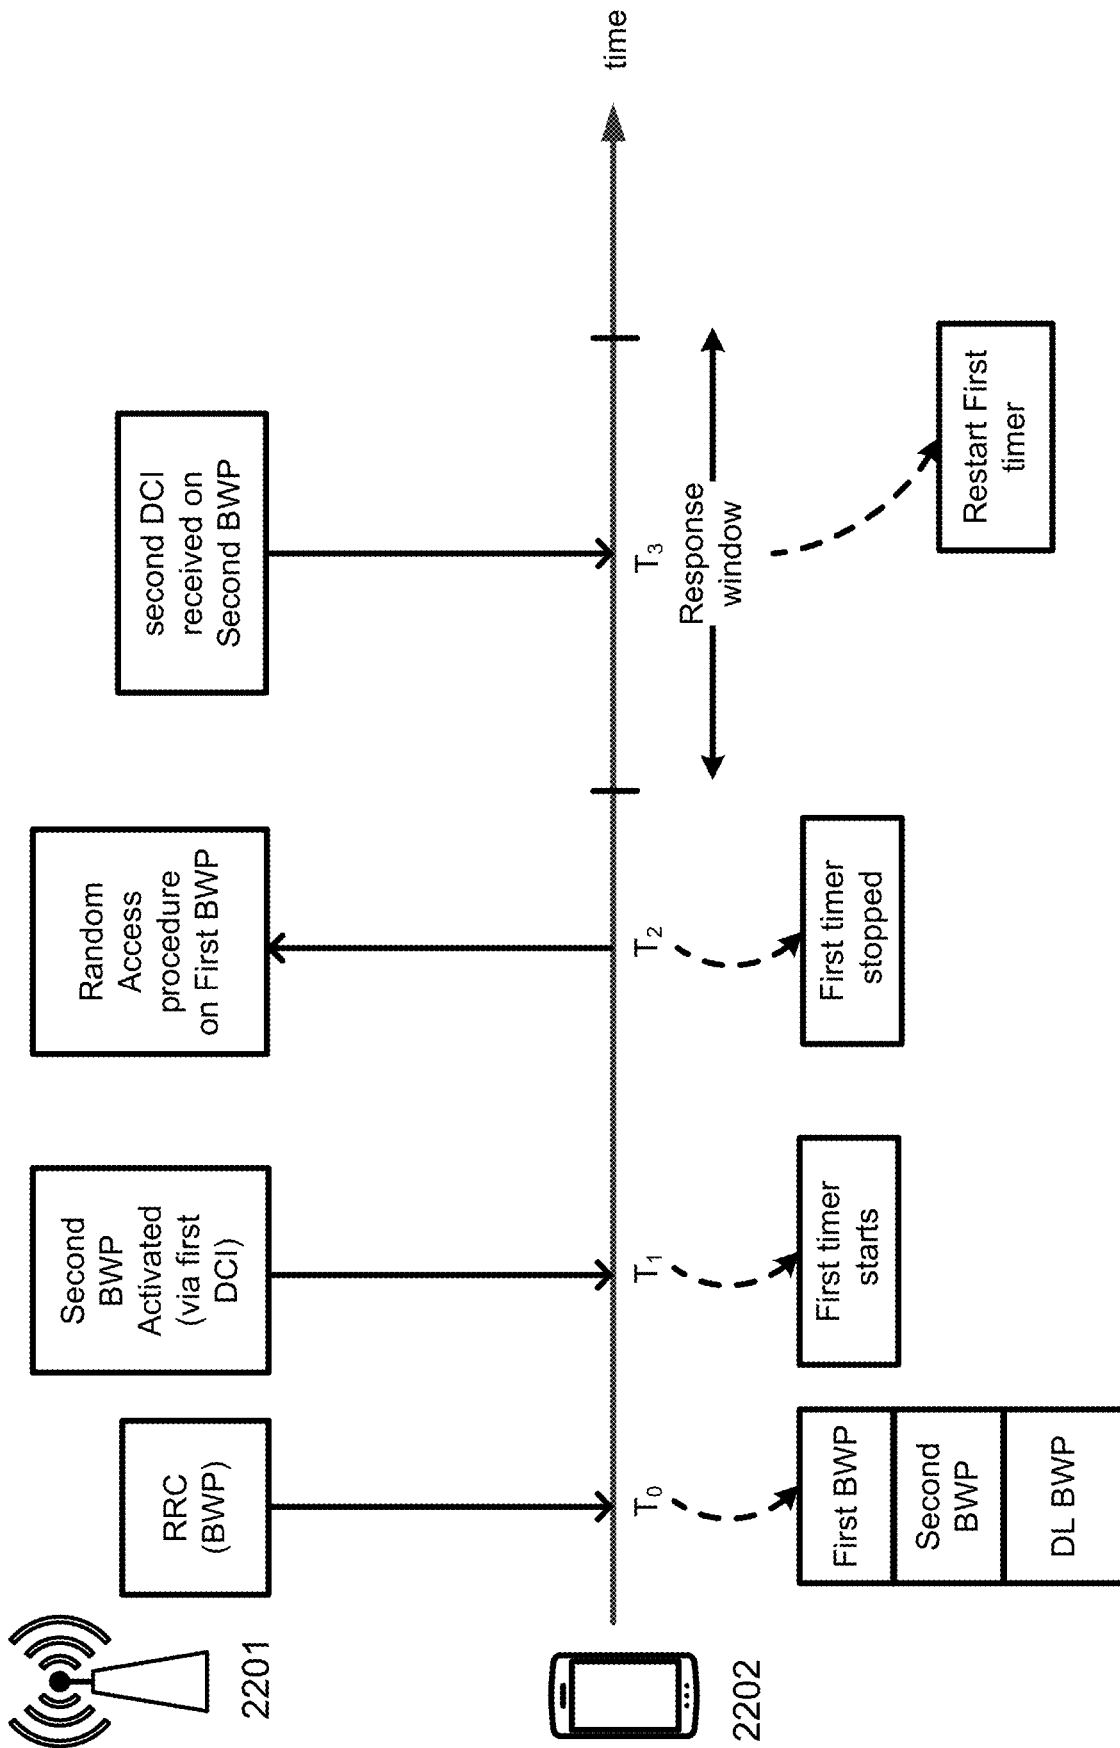 2201
RRC
(BWP)
Second
BWP
Activated
(via first
DCI)
Random
Access
procedure
on First BWP
second DCI
received on
Second BWP
2202
T0
T1
T2
T3
time
Response
window
First BWP
Second
BWP
DL BWP
First timer
starts
First timer
stopped
Restart First
timer